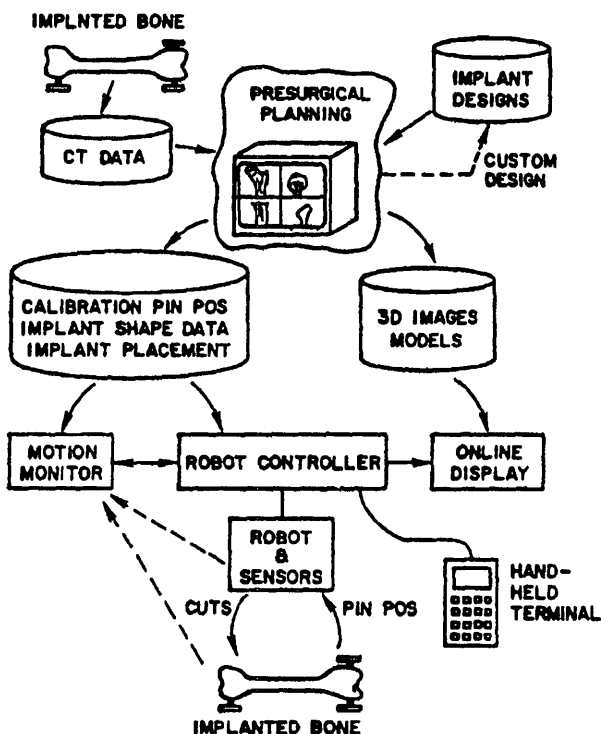 IMPLNTED BONE
CT DATA
PRESURGICAL
PLANNING
IMPLANT
DESIGNS
CUSTOM
DESIGN
CALIBRATION PIN POS
IMPLANT SHAPE DATA
IMPLANT PLACEMENT
3D IMAGES
MODELS
MOTION
MONITOR
ROBOT CONTROLLER
ONLINE
DISPLAY
ROBOT
&
SENSORS
HAND-
HELD
TERMINAL
CUTS
PIN POS
IMPLANTED BONE